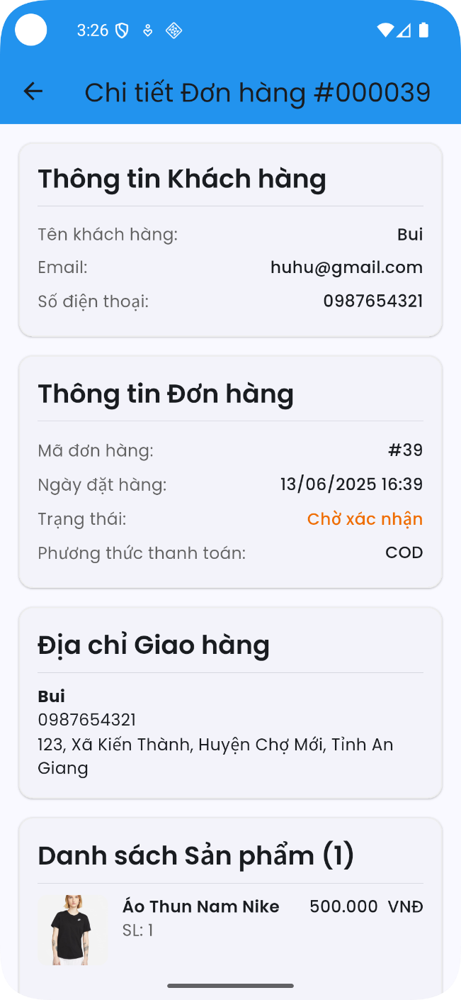 3:26
Chi tiết Đơn hàng #000039
Thông tin Khách hàng
Tên khách hàng: Bui
Email: huhu@gmail.com
Số điện thoại: 0987654321
Thông tin Đơn hàng
Mã đơn hàng: #39
Ngày đặt hàng: 13/06/2025 16:39
Trạng thái: Chờ xác nhận
Phương thức thanh toán: COD
Địa chỉ Giao hàng
Bui
0987654321
123, Xã Kiến Thành, Huyện Chợ Mới, Tỉnh An
Giang
Danh sách Sản phẩm (1)
Áo Thun Nam Nike 500.000 VNĐ
SL: 1